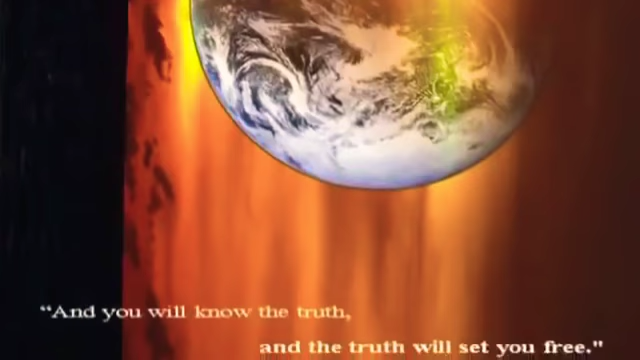 “And you will know the truth,
and the truth will set you free."